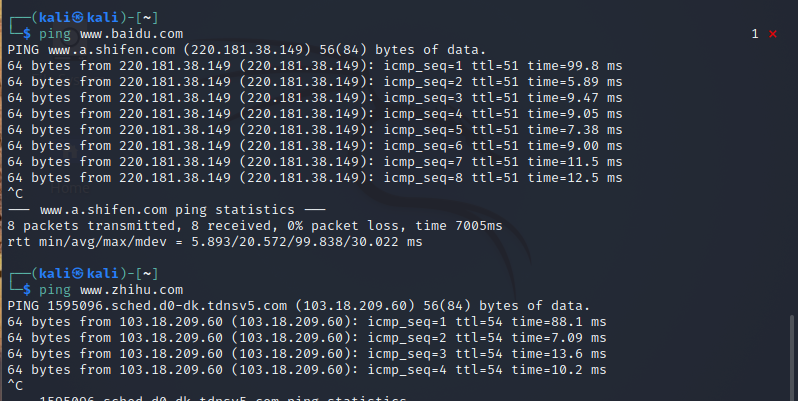 ┌──(kali㉿kali)-[~]
└─$ ping www.baidu.com 1 ⨯
PING www.a.shifen.com (220.181.38.149) 56(84) bytes of data.
64 bytes from 220.181.38.149 (220.181.38.149): icmp_seq=1 ttl=51 time=99.8 ms
64 bytes from 220.181.38.149 (220.181.38.149): icmp_seq=2 ttl=51 time=5.89 ms
64 bytes from 220.181.38.149 (220.181.38.149): icmp_seq=3 ttl=51 time=9.47 ms
64 bytes from 220.181.38.149 (220.181.38.149): icmp_seq=4 ttl=51 time=9.05 ms
64 bytes from 220.181.38.149 (220.181.38.149): icmp_seq=5 ttl=51 time=7.38 ms
64 bytes from 220.181.38.149 (220.181.38.149): icmp_seq=6 ttl=51 time=9.00 ms
64 bytes from 220.181.38.149 (220.181.38.149): icmp_seq=7 ttl=51 time=11.5 ms
64 bytes from 220.181.38.149 (220.181.38.149): icmp_seq=8 ttl=51 time=12.5 ms
^C
--- www.a.shifen.com ping statistics ---
8 packets transmitted, 8 received, 0% packet loss, time 7005ms
rtt min/avg/max/mdev = 5.893/20.572/99.838/30.022 ms
┌──(kali㉿kali)-[~]
└─$ ping www.zhihu.com
PING 1595096.sched.d0-dk.tdnsv5.com (103.18.209.60) 56(84) bytes of data.
64 bytes from 103.18.209.60 (103.18.209.60): icmp_seq=1 ttl=54 time=88.1 ms
64 bytes from 103.18.209.60 (103.18.209.60): icmp_seq=2 ttl=54 time=7.09 ms
64 bytes from 103.18.209.60 (103.18.209.60): icmp_seq=3 ttl=54 time=13.6 ms
64 bytes from 103.18.209.60 (103.18.209.60): icmp_seq=4 ttl=54 time=10.2 ms
^C
1595096.sched.d0-dk.tdnsv5.com ping statistics